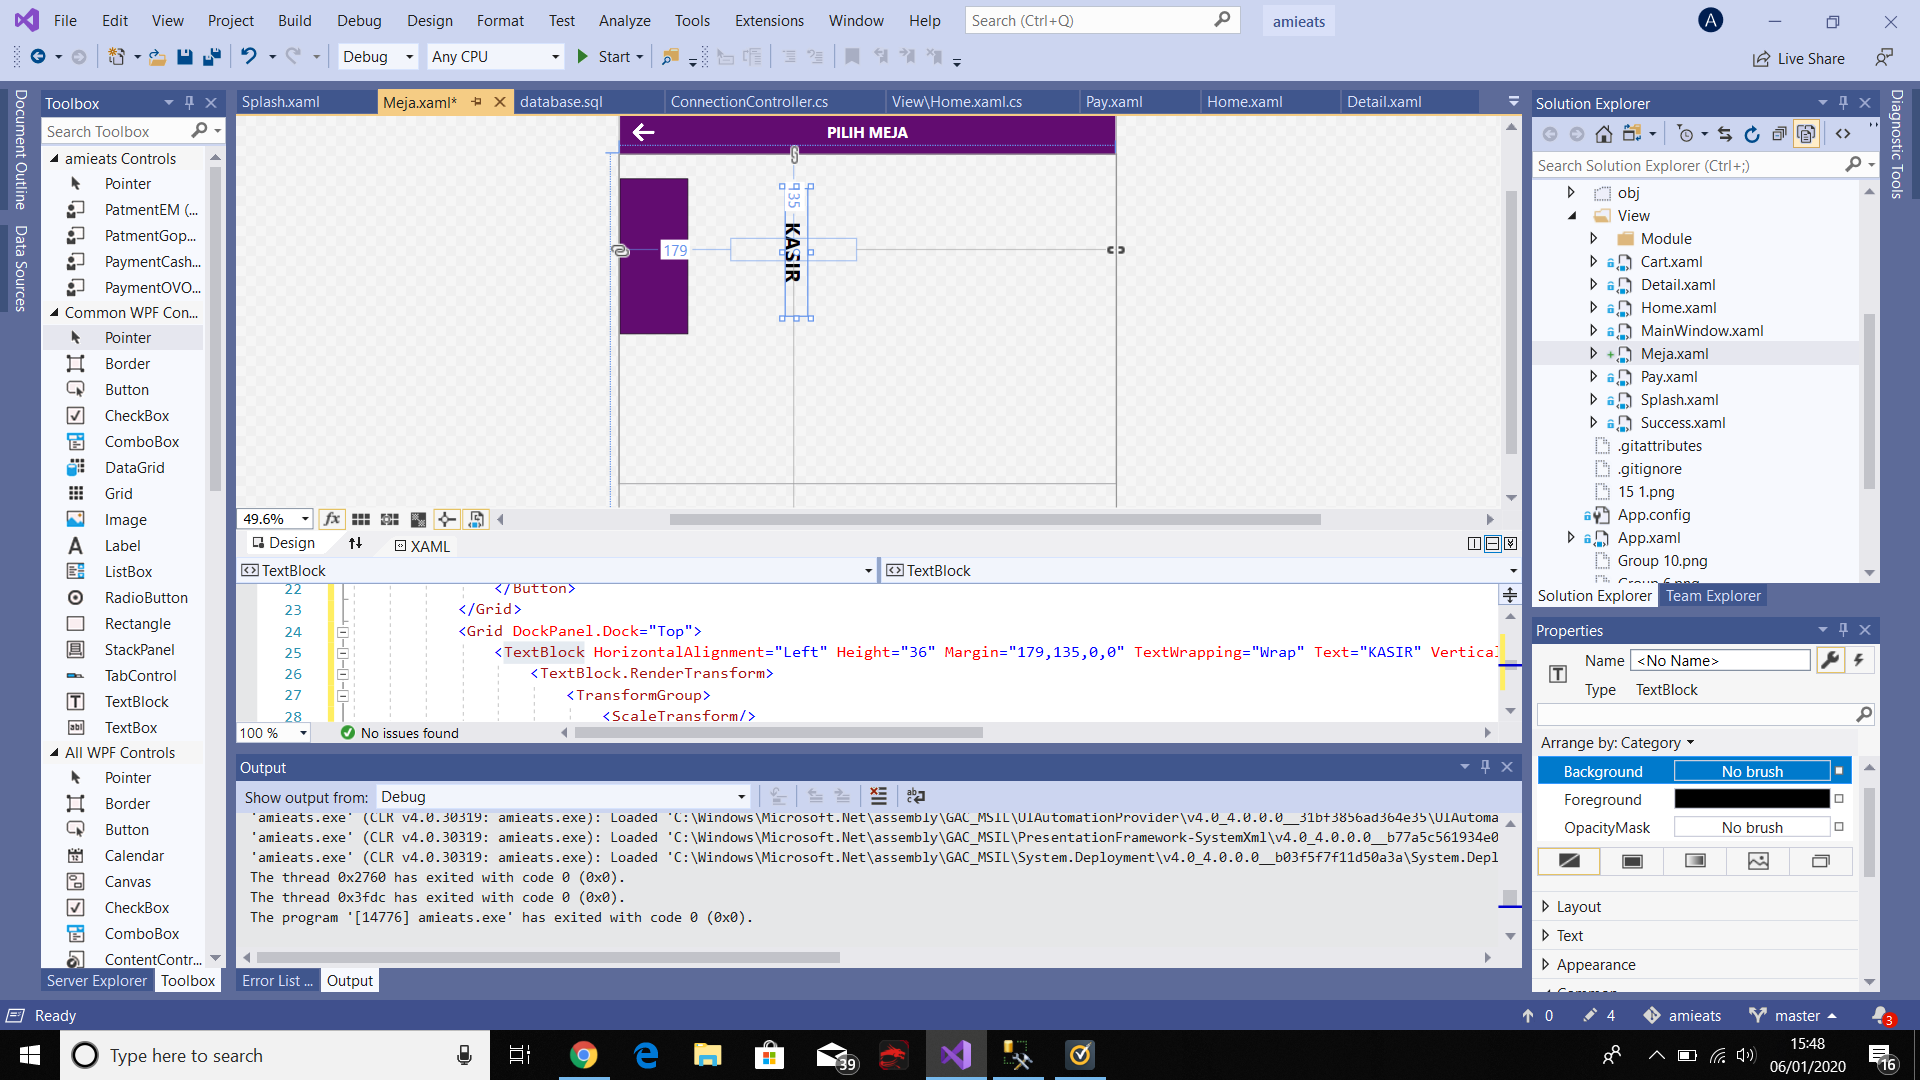 File Edit View Project Build Debug Design Format Test Analyze Tools Extensions Window Help Search (Ctrl+Q) amieats A
Debug Any CPU Start Live Share
Document Outline
Data Sources
Toolbox
Search Toolbox
amieats Controls
Pointer
PatmentEM (...
PatmentGop...
PaymentCash...
PaymentOVO...
Common WPF Con...
Pointer
Border
Button
CheckBox
ComboBox
DataGrid
Grid
Image
Label
ListBox
RadioButton
Rectangle
StackPanel
TabControl
TextBlock
TextBox
All WPF Controls
Pointer
Border
Button
Calendar
Canvas
CheckBox
ComboBox
ContentContr...
Server Explorer Toolbox
Splash.xaml Meja.xaml* database.sql ConnectionController.cs View\Home.xaml.cs Pay.xaml Home.xaml Detail.xaml
PILIH MEJA
135
KASIR
179
49.6%
Design XAML
TextBlock TextBlock
22 </Button>
23 </Grid>
24 <Grid DockPanel.Dock="Top">
25 <TextBlock HorizontalAlignment="Left" Height="36" Margin="179,135,0,0" TextWrapping="Wrap" Text="KASIR" Vertical
26 <TextBlock.RenderTransform>
27 <TransformGroup>
28 <ScaleTransform/>
100 % No issues found
Output
Show output from: Debug
'amieats.exe' (CLR v4.0.30319: amieats.exe): Loaded 'C:\Windows\Microsoft.Net\assembly\GAC_MSIL\UIAutomationProvider\v4.0_4.0.0.0__31bf3856ad364e35\UIAutoma
'amieats.exe' (CLR v4.0.30319: amieats.exe): Loaded 'C:\Windows\Microsoft.Net\assembly\GAC_MSIL\PresentationFramework-SystemXml\v4.0_4.0.0.0__b77a5c561934e0
'amieats.exe' (CLR v4.0.30319: amieats.exe): Loaded 'C:\Windows\Microsoft.Net\assembly\GAC_MSIL\System.Deployment\v4.0_4.0.0.0__b03f5f7f11d50a3a\System.Depl
The thread 0x2760 has exited with code 0 (0x0).
The thread 0x3fdc has exited with code 0 (0x0).
The program '[14776] amieats.exe' has exited with code 0 (0x0).
Error List ... Output
Solution Explorer
Search Solution Explorer (Ctrl+;)
obj
View
Module
Cart.xaml
Detail.xaml
Home.xaml
MainWindow.xaml
Meja.xaml
Pay.xaml
Splash.xaml
Success.xaml
.gitattributes
.gitignore
15 1.png
App.config
App.xaml
Group 10.png
Group 6.png
Solution Explorer Team Explorer
Diagnostic Tools
Properties
Name <No Name>
Type TextBlock
Arrange by: Category
Background No brush
Foreground
OpacityMask No brush
Layout
Text
Appearance
Common
Ready 0 4 amieats master 3
Type here to search 39 15:48
06/01/2020 16